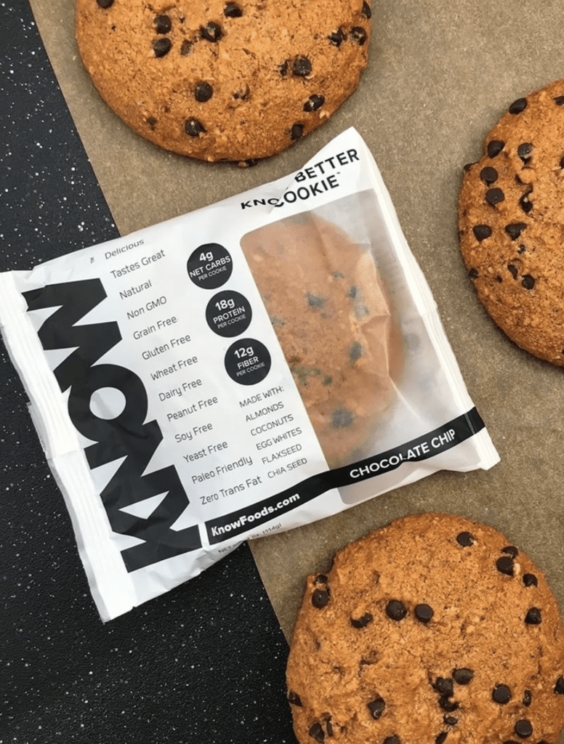 KNOW
Delicious
Tastes Great
Natural
Non GMO
Grain Free
Gluten Free
Wheat Free
Dairy Free
Peanut Free
Soy Free
Yeast Free
Paleo Friendly
Zero Trans Fat
4g
NET CARBS
PER COOKIE
18g
PROTEIN
PER COOKIE
12g
FIBER
PER COOKIE
MADE WITH:
ALMONDS
COCONUTS
EGG WHITES
FLAXSEED
CHIA SEED
BETTER
COOKIE
CHOCOLATE CHIP
KnowFoods.com